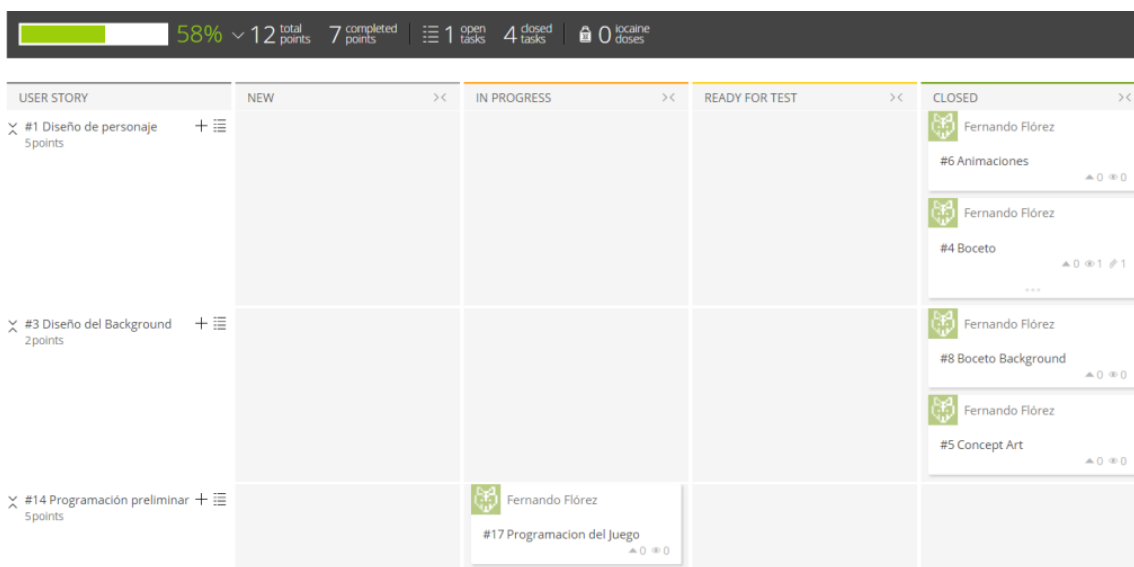 58% 12 total points 7 completed points 1 open tasks 4 closed tasks 0 iocaine doses
USER STORY NEW IN PROGRESS READY FOR TEST CLOSED
#1 Diseño de personaje
5points
Fernando Flórez
#6 Animaciones
0 0
Fernando Flórez
#4 Boceto
0 1 1
...
#3 Diseño del Background
2points
Fernando Flórez
#8 Boceto Background
0 0
Fernando Flórez
#5 Concept Art
0 0
#14 Programación preliminar
5points
Fernando Flórez
#17 Programacion del Juego
0 0